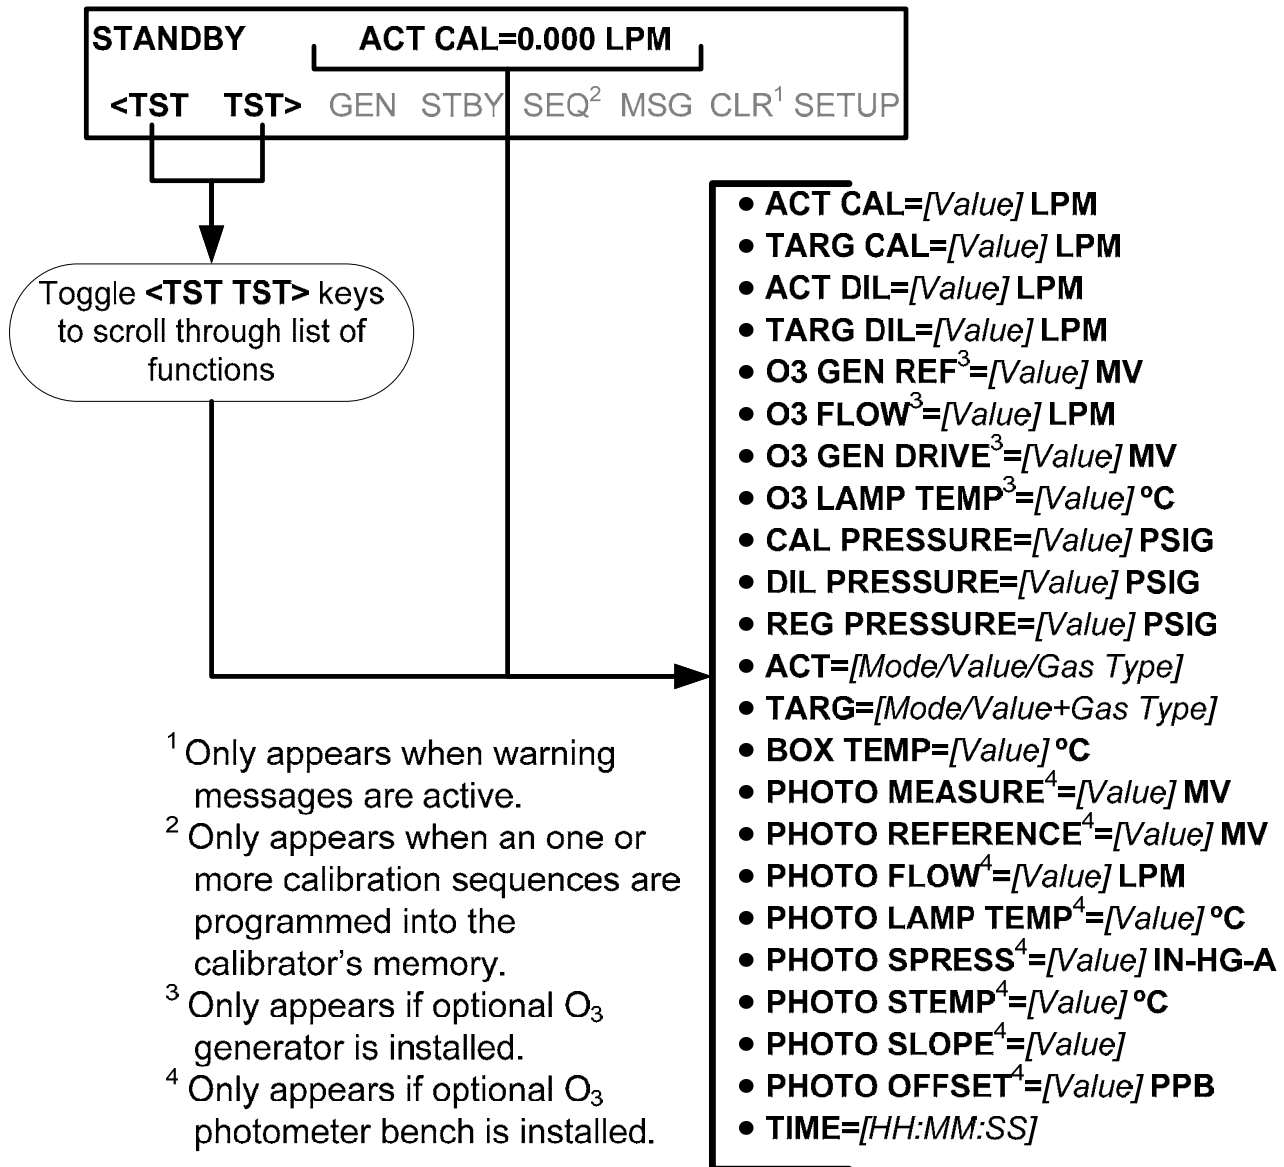 STANDBY ACT CAL=0.000 LPM
<TST TST> GEN STBY SEQ² MSG CLR¹ SETUP
Toggle <TST TST> keys
to scroll through list of
functions
• ACT CAL=[Value] LPM
• TARG CAL=[Value] LPM
• ACT DIL=[Value] LPM
• TARG DIL=[Value] LPM
• O3 GEN REF³=[Value] MV
• O3 FLOW³=[Value] LPM
• O3 GEN DRIVE³=[Value] MV
• O3 LAMP TEMP³=[Value] ºC
• CAL PRESSURE=[Value] PSIG
• DIL PRESSURE=[Value] PSIG
• REG PRESSURE=[Value] PSIG
• ACT=[Mode/Value/Gas Type]
• TARG=[Mode/Value+Gas Type]
• BOX TEMP=[Value] ºC
• PHOTO MEASURE⁴=[Value] MV
• PHOTO REFERENCE⁴=[Value] MV
• PHOTO FLOW⁴=[Value] LPM
• PHOTO LAMP TEMP⁴=[Value] ºC
• PHOTO SPRESS⁴=[Value] IN-HG-A
• PHOTO STEMP⁴=[Value] ºC
• PHOTO SLOPE⁴=[Value]
• PHOTO OFFSET⁴=[Value] PPB
• TIME=[HH:MM:SS]
¹ Only appears when warning
messages are active.
² Only appears when an one or
more calibration sequences are
programmed into the
calibrator’s memory.
³ Only appears if optional O₃
generator is installed.
⁴ Only appears if optional O₃
photometer bench is installed.